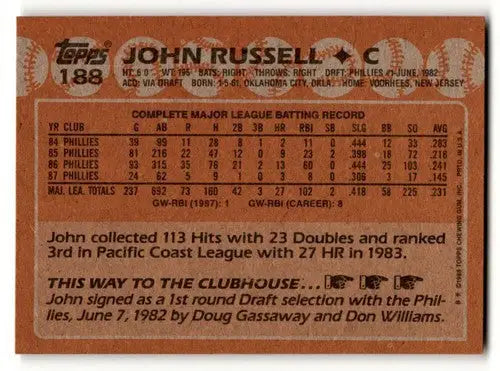 Topps
188
JOHN RUSSELL ✦ C
HT: 6'0" WT: 195 BATS: RIGHT THROWS: RIGHT DRAFT: PHILLIES #1-JUNE, 1982
ACQ: VIA DRAFT BORN: 1-5-61, OKLAHOMA CITY, OKLA. HOME: VOORHEES, NEW JERSEY
COMPLETE MAJOR LEAGUE BATTING RECORD
YR CLUB G AB R H 2B 3B HR RBI SB SLG BB SO AVG
84 PHILLIES 39 99 11 28 8 1 2 11 0 .444 12 33 .283
85 PHILLIES 81 216 22 47 12 0 9 23 2 .398 18 72 .218
86 PHILLIES 93 315 35 76 21 2 13 60 0 .444 25 103 .241
87 PHILLIES 24 62 5 9 1 0 3 8 0 .306 3 17 .145
MAJ. LEA. TOTALS 237 692 73 160 42 3 27 102 2 .418 58 225 .231
GW-RBI (1987): 1 GW-RBI (CAREER): 8
John collected 113 Hits with 23 Doubles and ranked
3rd in Pacific Coast League with 27 HR in 1983.
THIS WAY TO THE CLUBHOUSE...
John signed as a 1st round Draft selection with the Phil-
lies, June 7, 1982 by Doug Gassaway and Don Williams.
©1988 TOPPS CHEWING GUM, INC. PRTD. IN U.S.A.